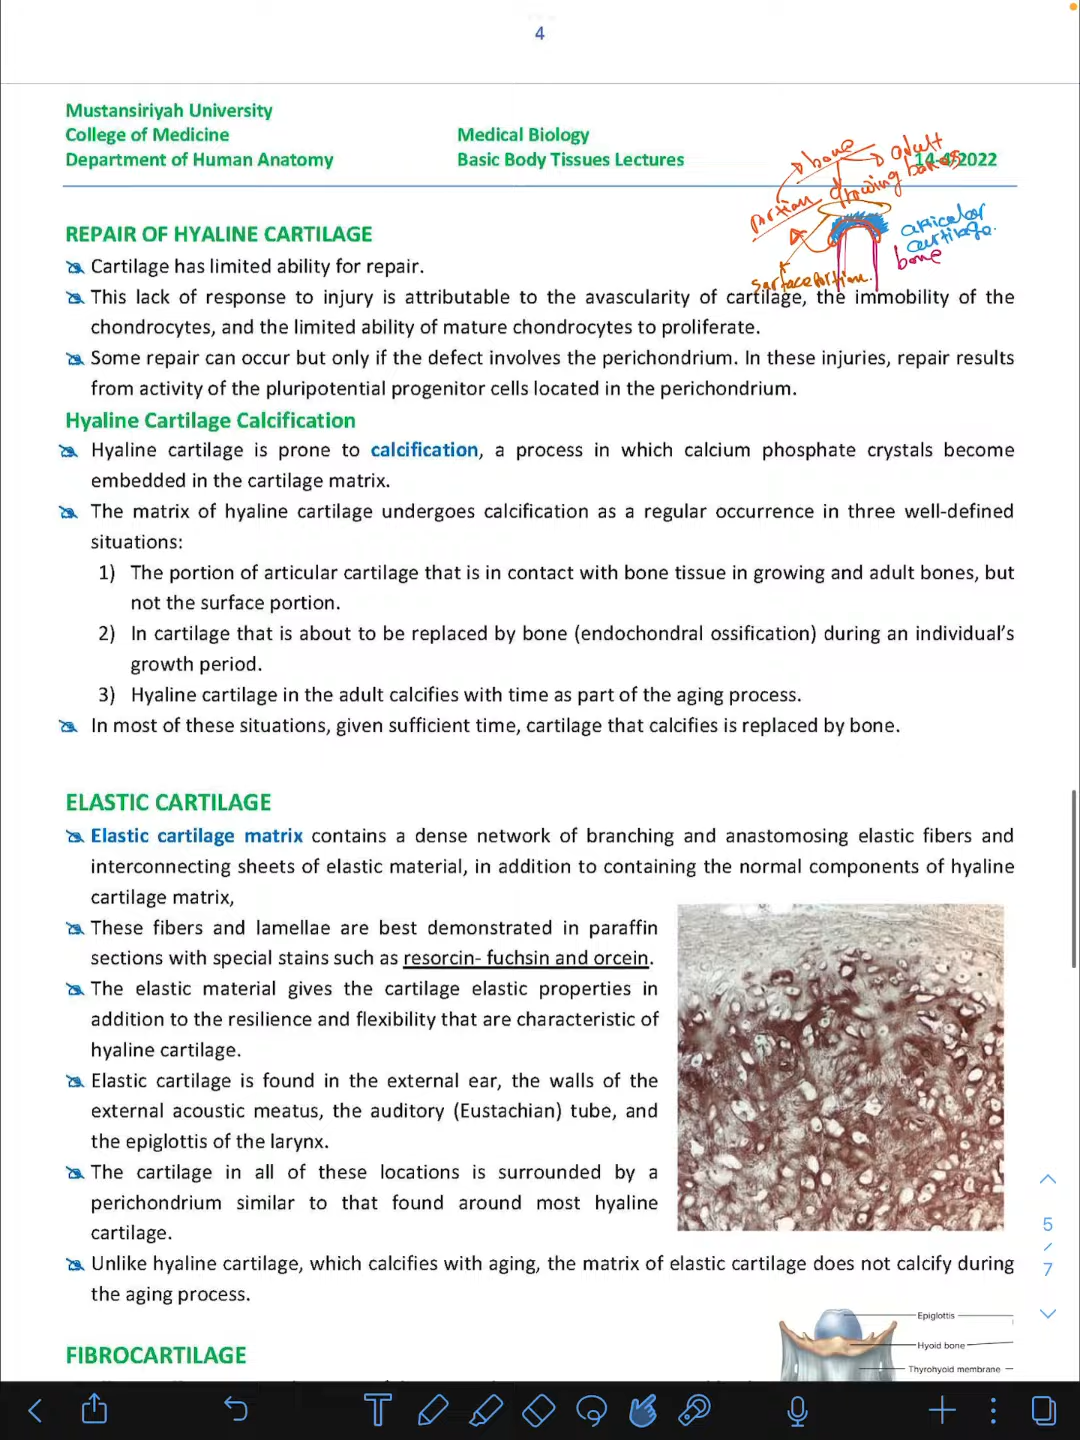 4
Mustansiriyah University
College of Medicine
Department of Human Anatomy
Medical Biology
Basic Body Tissues Lectures
14-4-2022
bone
adult
growing bones
portion
articular
cartilage
bone
surface portion.
REPAIR OF HYALINE CARTILAGE
Cartilage has limited ability for repair.
This lack of response to injury is attributable to the avascularity of cartilage, the immobility of the
chondrocytes, and the limited ability of mature chondrocytes to proliferate.
Some repair can occur but only if the defect involves the perichondrium. In these injuries, repair results
from activity of the pluripotential progenitor cells located in the perichondrium.
Hyaline Cartilage Calcification
Hyaline cartilage is prone to calcification, a process in which calcium phosphate crystals become
embedded in the cartilage matrix.
The matrix of hyaline cartilage undergoes calcification as a regular occurrence in three well-defined
situations:
1) The portion of articular cartilage that is in contact with bone tissue in growing and adult bones, but
not the surface portion.
2) In cartilage that is about to be replaced by bone (endochondral ossification) during an individual's
growth period.
3) Hyaline cartilage in the adult calcifies with time as part of the aging process.
In most of these situations, given sufficient time, cartilage that calcifies is replaced by bone.
ELASTIC CARTILAGE
Elastic cartilage matrix contains a dense network of branching and anastomosing elastic fibers and
interconnecting sheets of elastic material, in addition to containing the normal components of hyaline
cartilage matrix,
These fibers and lamellae are best demonstrated in paraffin
sections with special stains such as resorcin- fuchsin and orcein.
The elastic material gives the cartilage elastic properties in
addition to the resilience and flexibility that are characteristic of
hyaline cartilage.
Elastic cartilage is found in the external ear, the walls of the
external acoustic meatus, the auditory (Eustachian) tube, and
the epiglottis of the larynx.
The cartilage in all of these locations is surrounded by a
perichondrium similar to that found around most hyaline
cartilage.
Unlike hyaline cartilage, which calcifies with aging, the matrix of elastic cartilage does not calcify during
the aging process.
5
/
7
FIBROCARTILAGE
Epiglottis
Hyoid bone
Thyrohyoid membrane
T